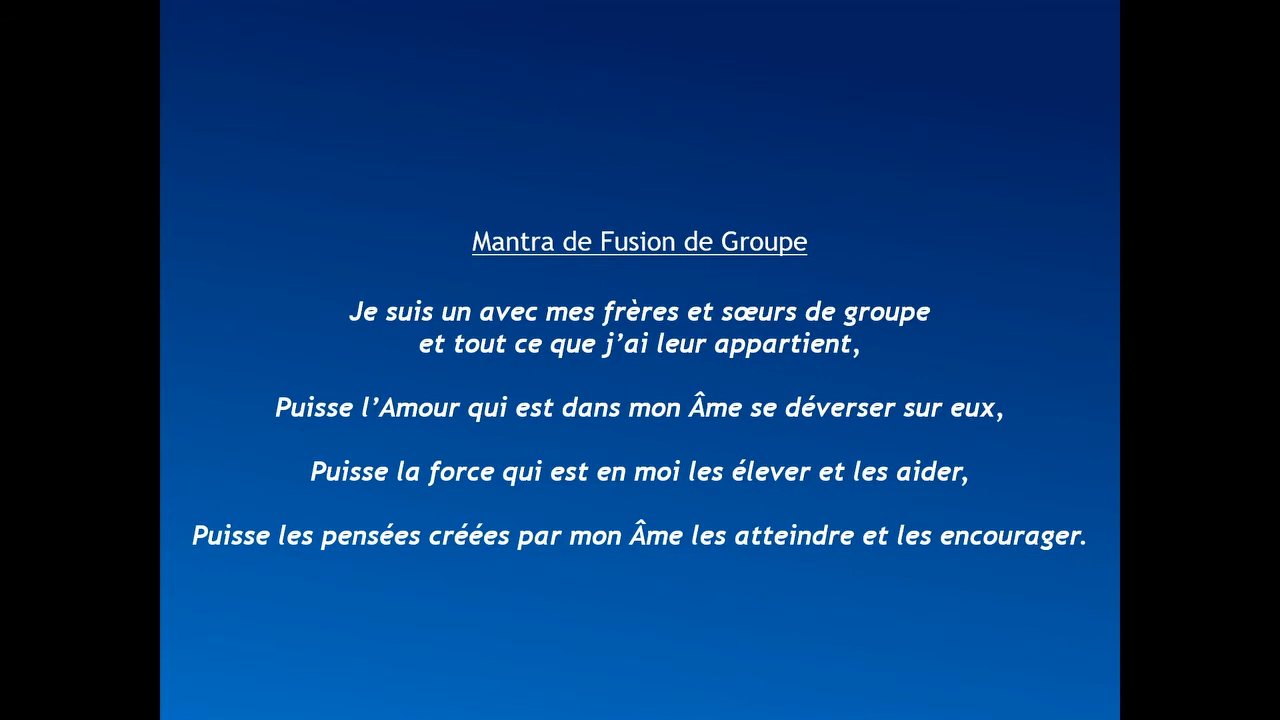 Mantra de Fusion de Groupe
Je suis un avec mes frères et sœurs de groupe
et tout ce que j’ai leur appartient,
Puisse l’Amour qui est dans mon Âme se déverser sur eux,
Puisse la force qui est en moi les élever et les aider,
Puisse les pensées créées par mon Âme les atteindre et les encourager.